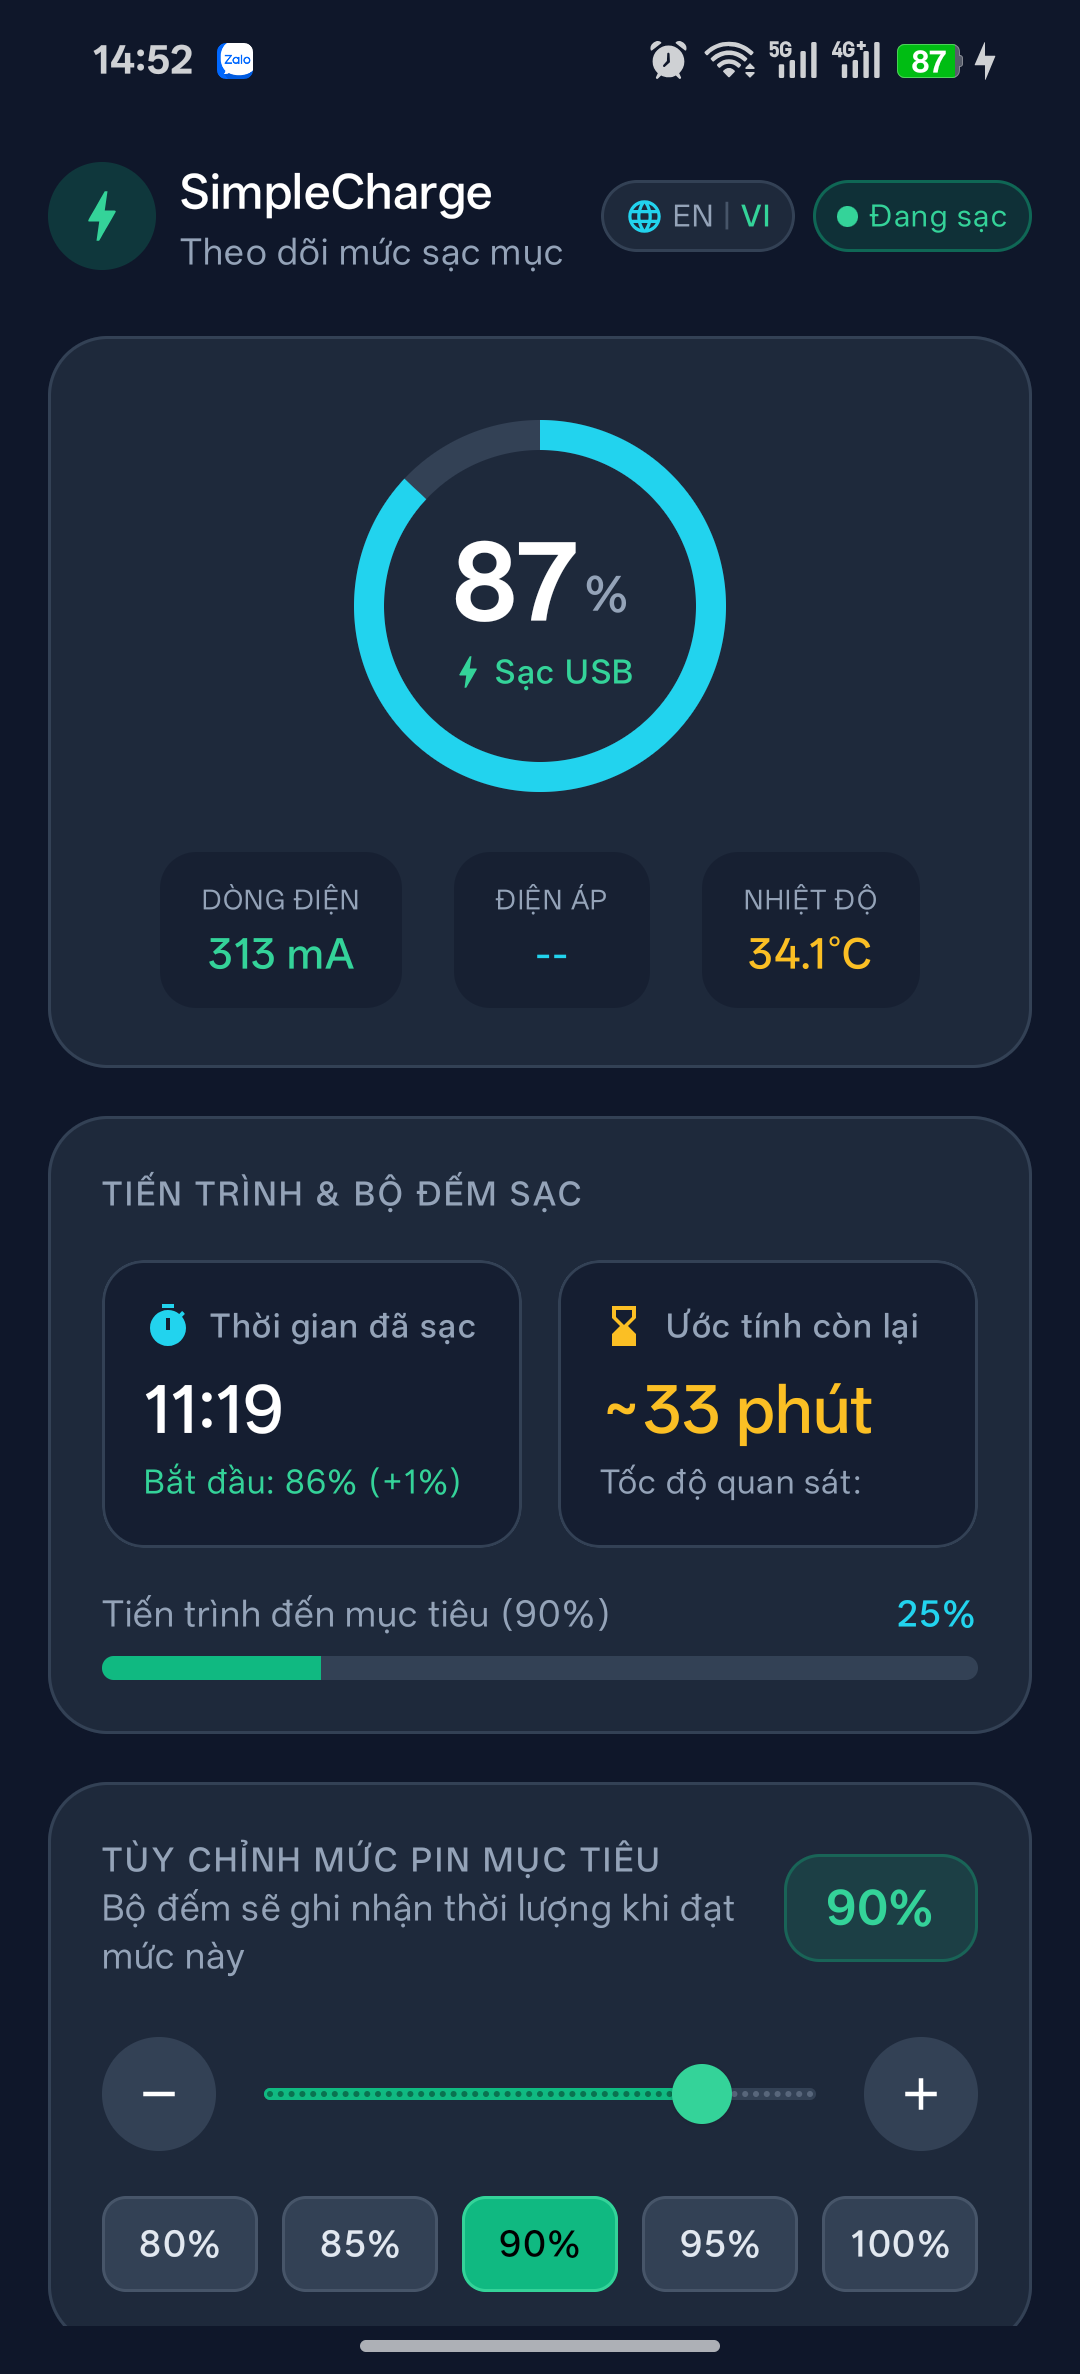 14:52
Zalo
5G
4G+
87
SimpleCharge
Theo dõi mức sạc mục
EN | VI
Đang sạc
87 %
Sạc USB
DÒNG ĐIỆN
313 mA
ĐIỆN ÁP
--
NHIỆT ĐỘ
34.1°C
TIẾN TRÌNH & BỘ ĐẾM SẠC
Thời gian đã sạc
11:19
Bắt đầu: 86% (+1%)
Ước tính còn lại
~33 phút
Tốc độ quan sát:
Tiến trình đến mục tiêu (90%)
25%
TÙY CHỈNH MỨC PIN MỤC TIÊU
Bộ đếm sẽ ghi nhận thời lượng khi đạt
mức này
90%
− +
80% 85% 90% 95% 100%